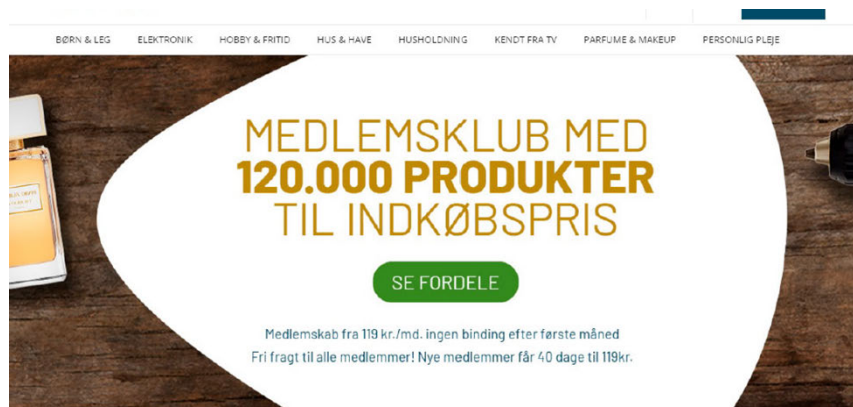 BØRN & LEG ELEKTRONIK HOBBY & FRITID HUS & HAVE HUSHOLDNING KENDT FRA TV PARFUME & MAKEUP PERSONLIG PLEJE
MEDLEMSKLUB MED
120.000 PRODUKTER
TIL INDKØBSPRIS
SE FORDELE
Medlemskab fra 119 kr./md. ingen binding efter første måned
Fri fragt til alle medlemmer! Nye medlemmer får 40 dage til 119kr.